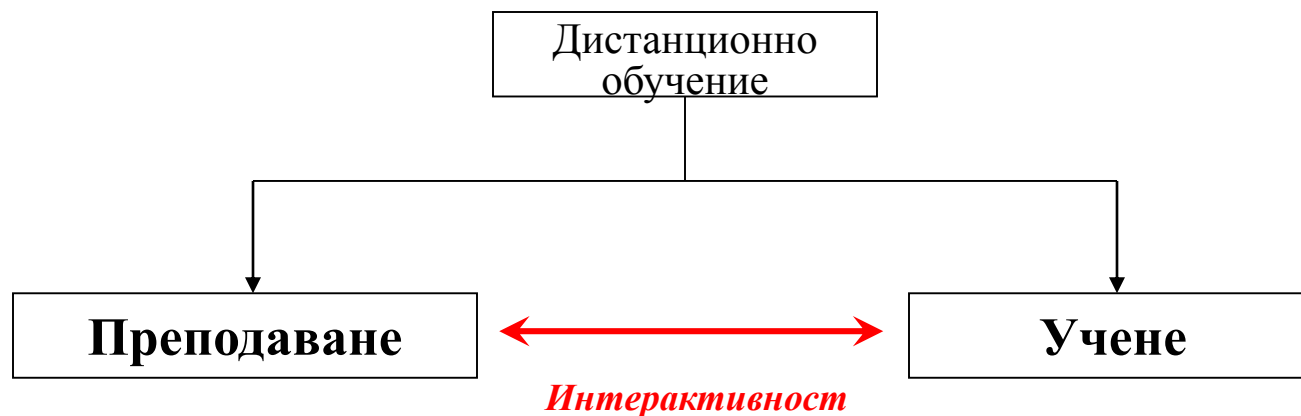 Дистанционно
обучение
Преподаване
Учене
Интерактивност